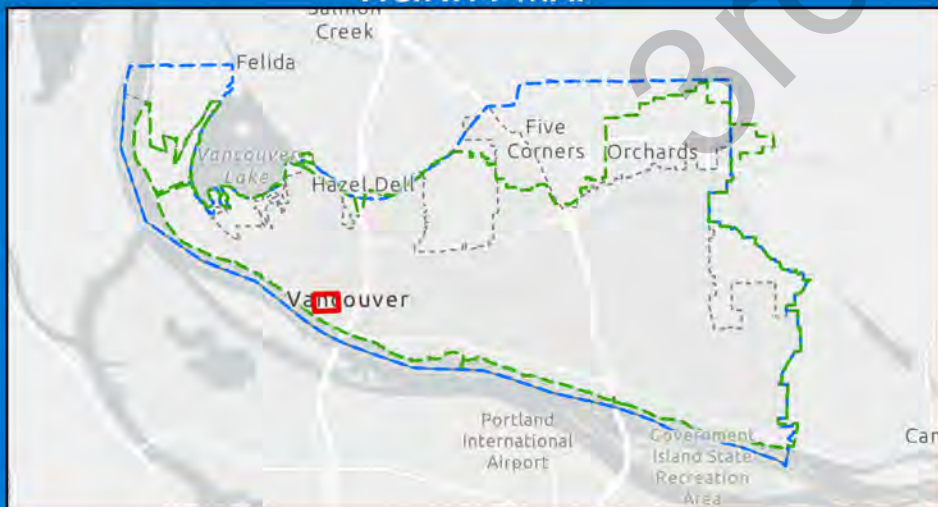 Salmon
Creek
Felida
Five
Corners
Orchards
Vancouver
Lake
Hazel Dell
Vancouver
Portland
International
Airport
Government
Island State
Recreation
Area
3r